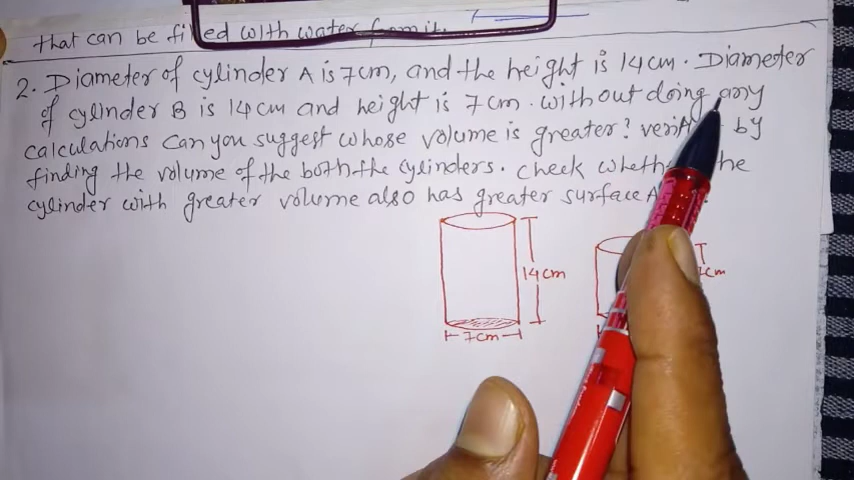 that can be filled with water from it.
2. Diameter of cylinder A is 7cm, and the height is 14cm. Diameter
of cylinder B is 14cm and height is 7cm. without doing any
calculations can you suggest whose volume is greater? by
finding the volume of the both the cylinders. check the
cylinder with greater volume also has greater surface
14cm
7cm